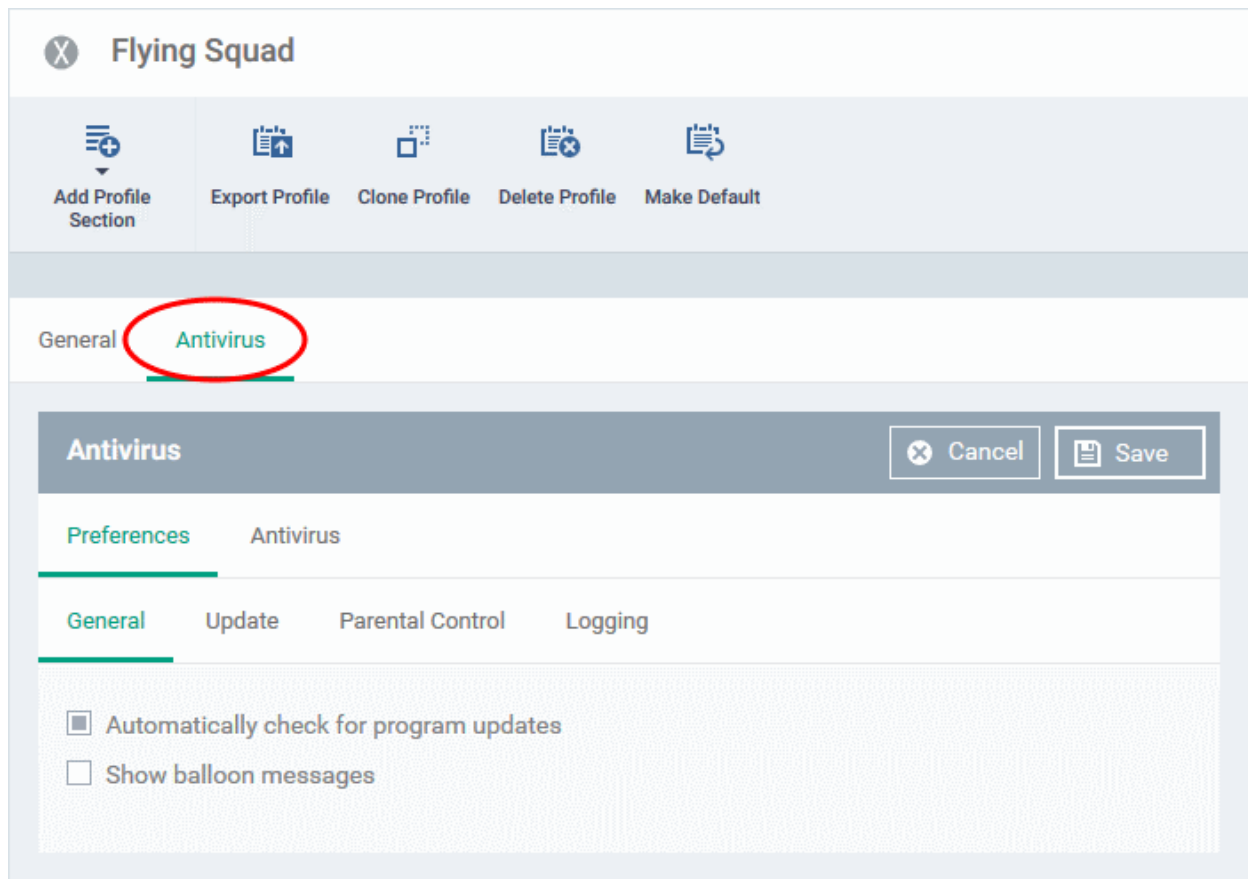 X Flying Squad
Add Profile Section
Export Profile
Clone Profile
Delete Profile
Make Default
General
Antivirus
Antivirus
Cancel
Save
Preferences
Antivirus
General
Update
Parental Control
Logging
Automatically check for program updates
Show balloon messages